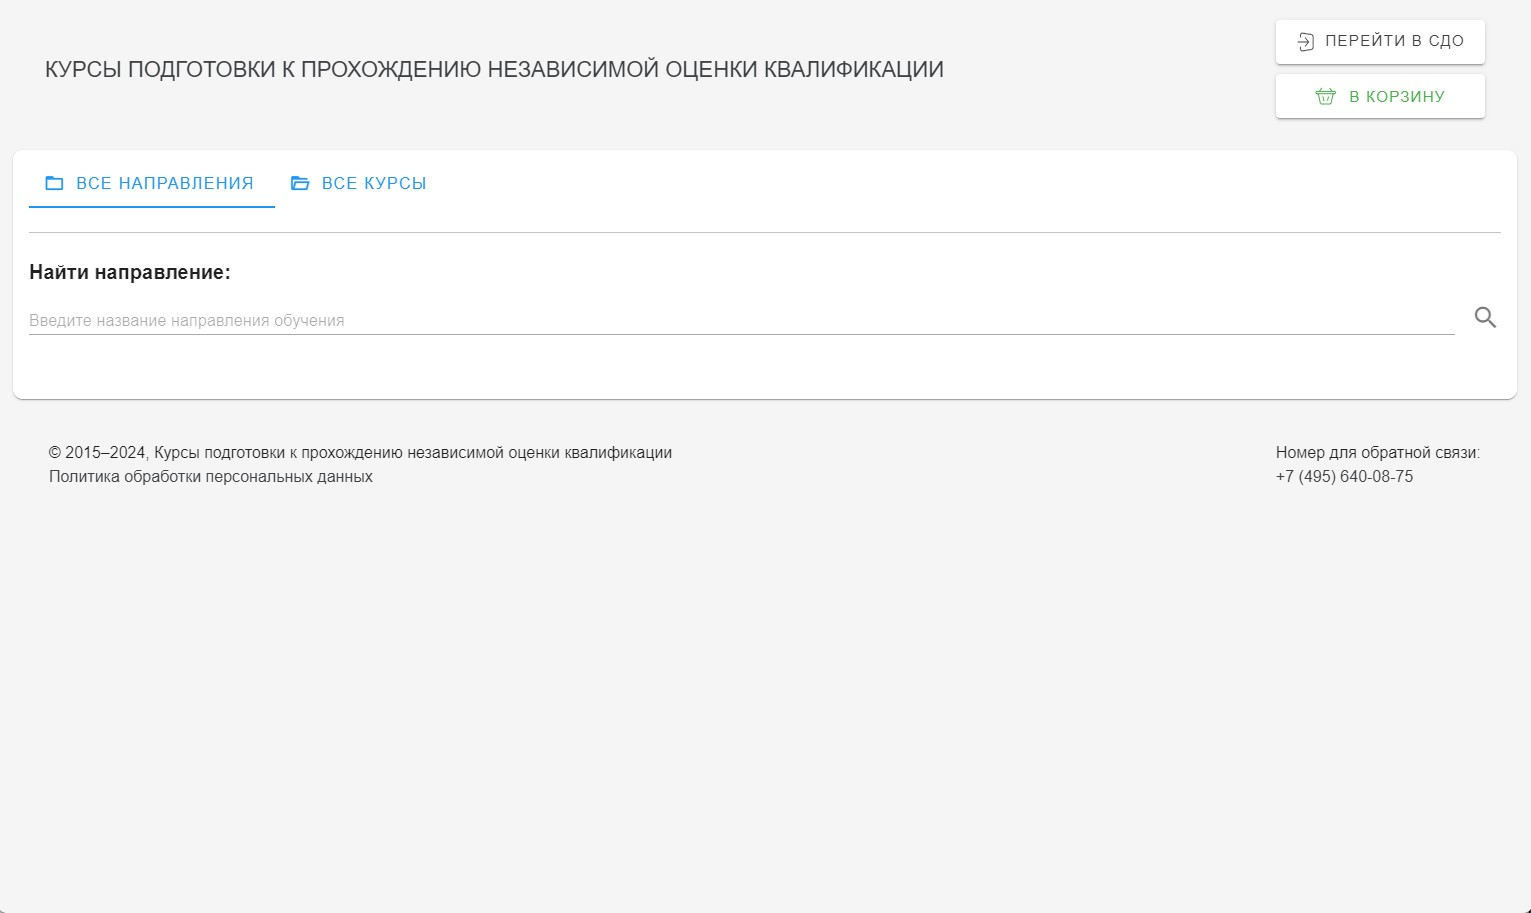 КУРСЫ ПОДГОТОВКИ К ПРОХОЖДЕНИЮ НЕЗАВИСИМОЙ ОЦЕНКИ КВАЛИФИКАЦИИ
ПЕРЕЙТИ В СДО
В КОРЗИНУ
ВСЕ НАПРАВЛЕНИЯ
ВСЕ КУРСЫ
Найти направление:
Введите название направления обучения
© 2015–2024, Курсы подготовки к прохождению независимой оценки квалификации
Политика обработки персональных данных
Номер для обратной связи:
+7 (495) 640-08-75